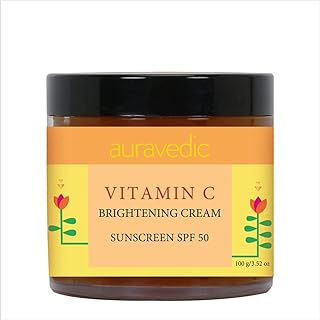 auravedic
VITAMIN C
BRIGHTENING CREAM
SUNSCREEN SPF 50
100 g/3.52 oz